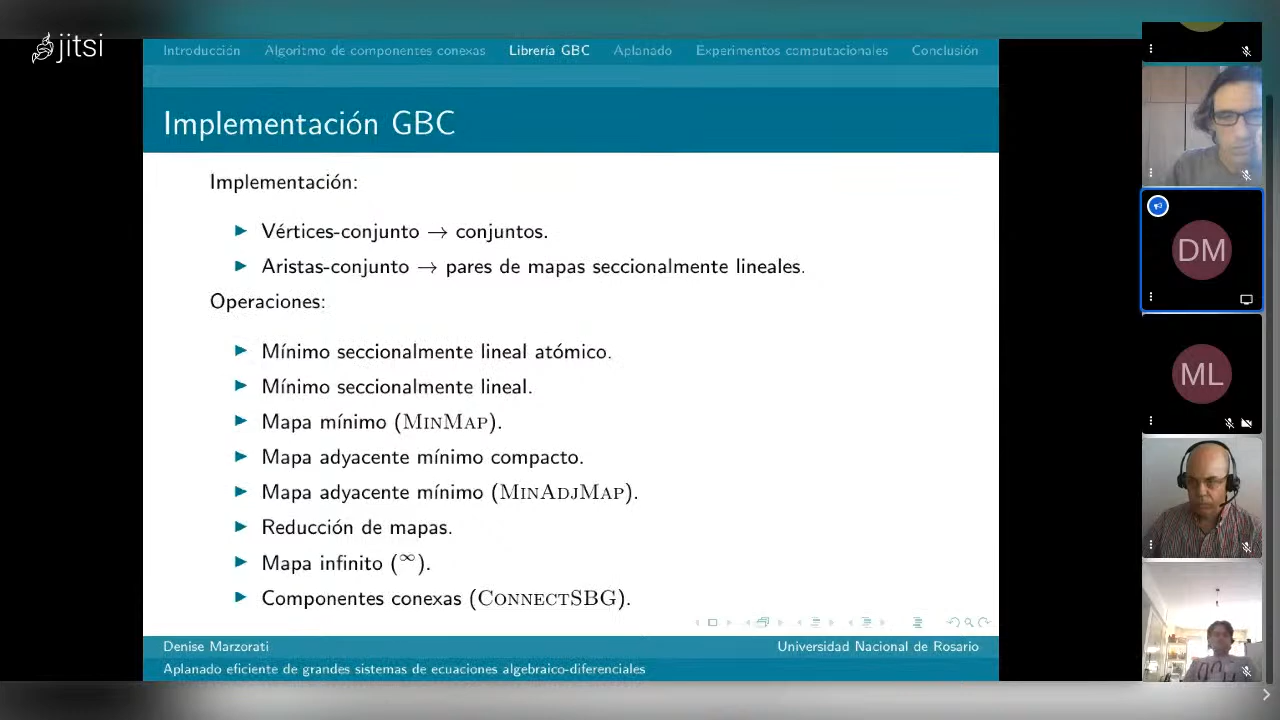 jitsi
Introducción Algoritmo de componentes conexas Librería GBC Aplanado Experimentos computacionales Conclusión
Implementación GBC
Implementación:
Vértices-conjunto → conjuntos.
Aristas-conjunto → pares de mapas seccionalmente lineales.
Operaciones:
Mínimo seccionalmente lineal atómico.
Mínimo seccionalmente lineal.
Mapa mínimo (MinMap).
Mapa adyacente mínimo compacto.
Mapa adyacente mínimo (MinAdjMap).
Reducción de mapas.
Mapa infinito (∞).
Componentes conexas (ConnectSBG).
Denise Marzorati Universidad Nacional de Rosario
Aplanado eficiente de grandes sistemas de ecuaciones algebraico-diferenciales
DM
ML